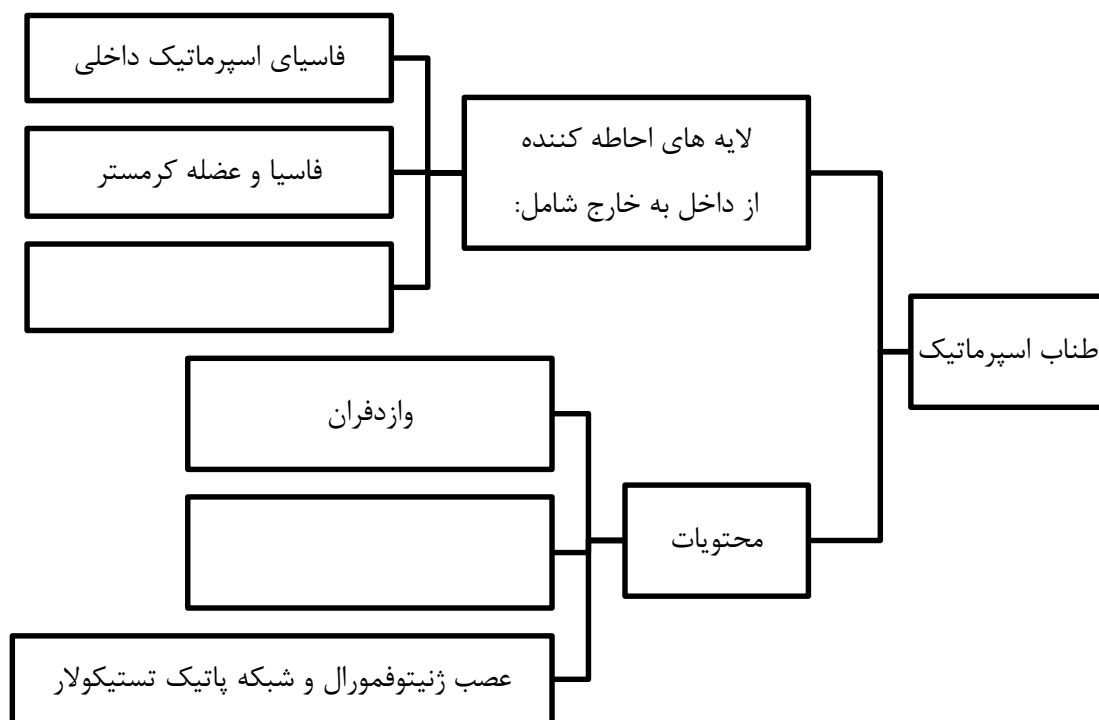 طناب اسپرماتیک
لایه های احاطه کننده
از داخل به خارج شامل:
فاسیای اسپرماتیک داخلی
فاسیا و عضله کرمستر
محتویات
وازدفران
عصب ژنیتوفمورال و شبکه پاتیک تستیکولار